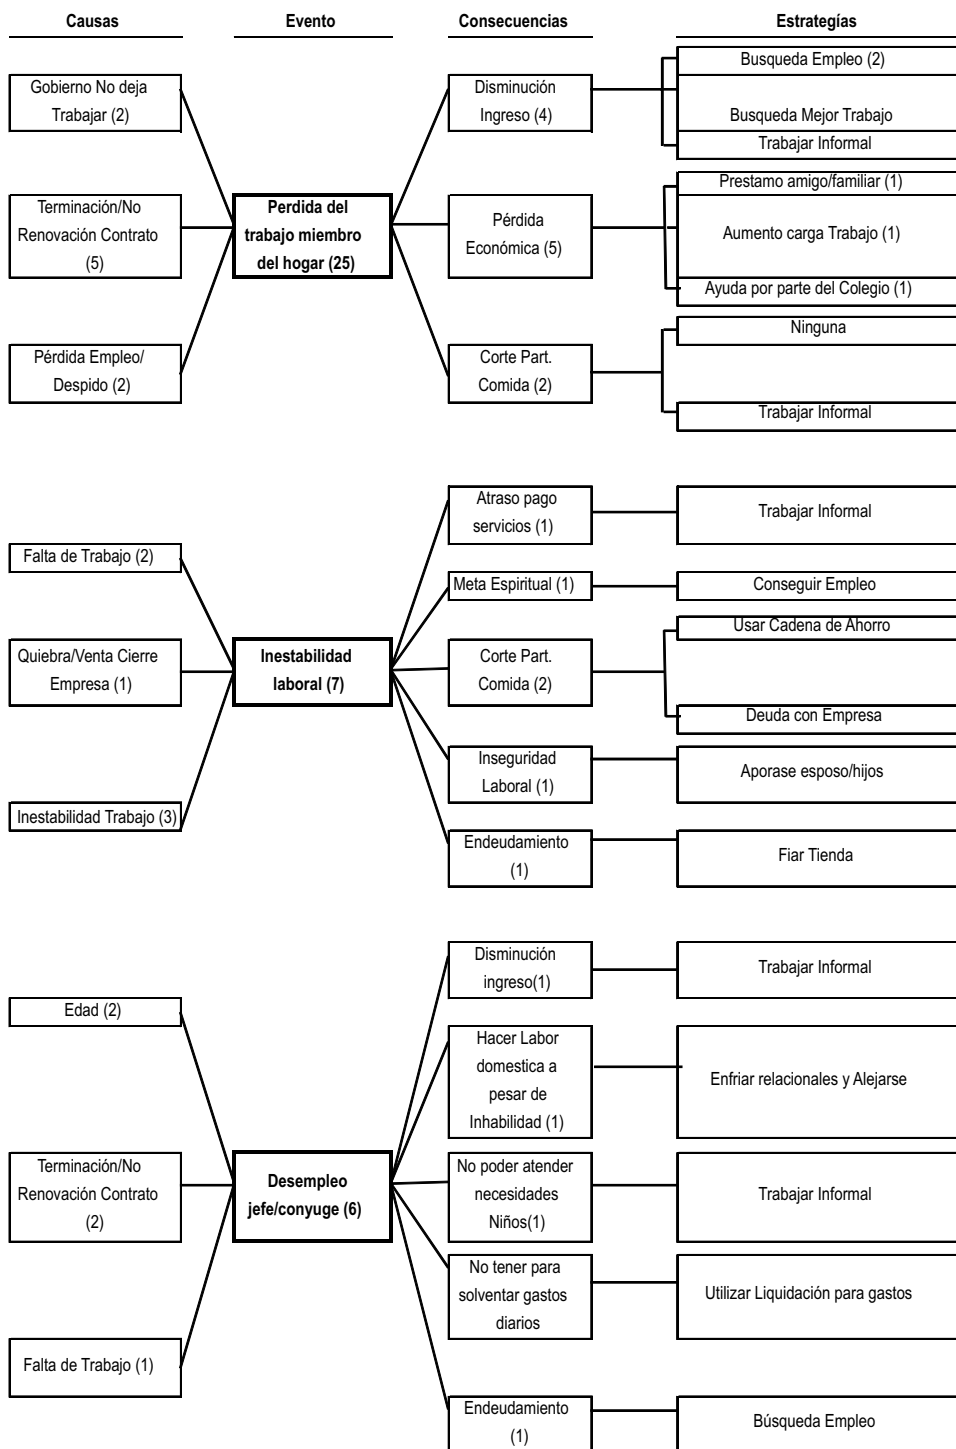 Causas
Evento
Consecuencias
Estrategías
Gobierno No deja
Trabajar (2)
Terminación/No
Renovación Contrato
(5)
Pérdida Empleo/
Despido (2)
Perdida del
trabajo miembro
del hogar (25)
Disminución
Ingreso (4)
Pérdida
Económica (5)
Corte Part.
Comida (2)
Busqueda Empleo (2)
Busqueda Mejor Trabajo
Trabajar Informal
Prestamo amigo/familiar (1)
Aumento carga Trabajo (1)
Ayuda por parte del Colegio (1)
Ninguna
Trabajar Informal
Falta de Trabajo (2)
Quiebra/Venta Cierre
Empresa (1)
Inestabilidad Trabajo (3)
Inestabilidad
laboral (7)
Atraso pago
servicios (1)
Meta Espiritual (1)
Corte Part.
Comida (2)
Inseguridad
Laboral (1)
Endeudamiento
(1)
Trabajar Informal
Conseguir Empleo
Usar Cadena de Ahorro
Deuda con Empresa
Aporase esposo/hijos
Fiar Tienda
Edad (2)
Terminación/No
Renovación Contrato
(2)
Falta de Trabajo (1)
Desempleo
jefe/conyuge (6)
Disminución
ingreso(1)
Hacer Labor
domestica a
pesar de
Inhabilidad (1)
No poder atender
necesidades
Niños(1)
No tener para
solventar gastos
diarios
Endeudamiento
(1)
Trabajar Informal
Enfriar relacionales y Alejarse
Trabajar Informal
Utilizar Liquidación para gastos
Búsqueda Empleo